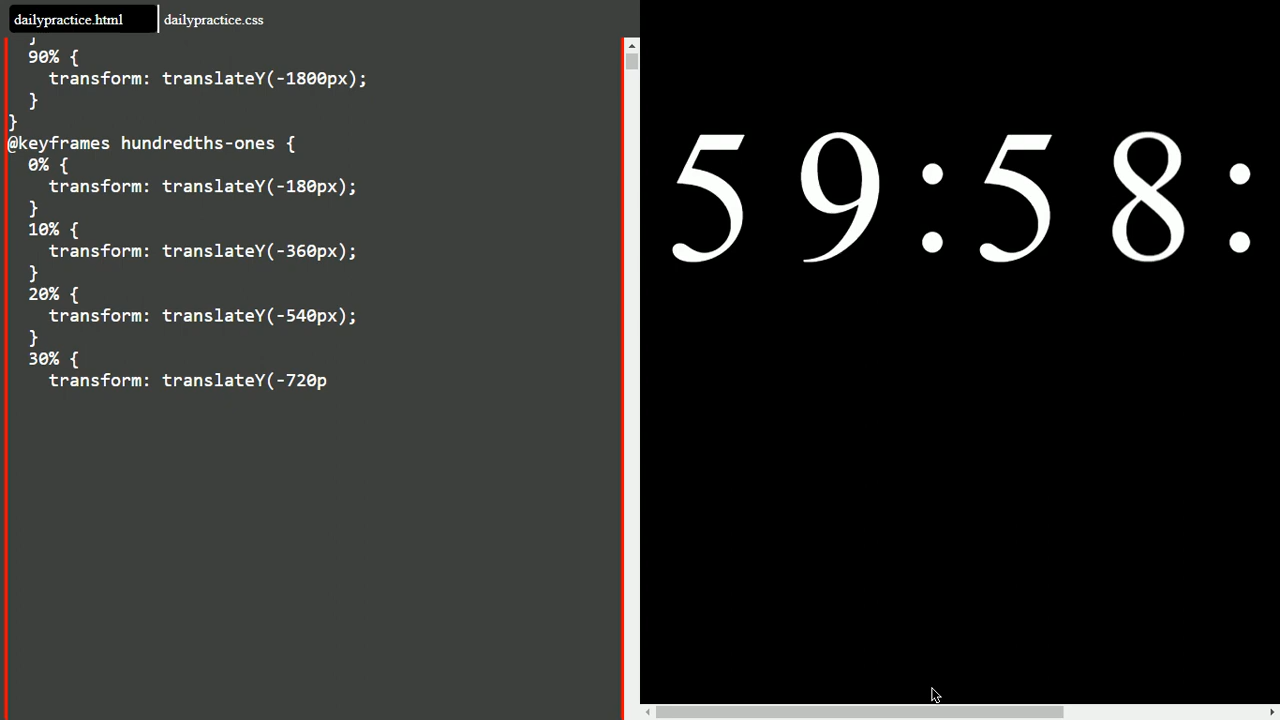 dailypractice.html dailypractice.css
}
90% {
transform: translateY(-1800px);
}
}
@keyframes hundredths-ones {
0% {
transform: translateY(-180px);
}
10% {
transform: translateY(-360px);
}
20% {
transform: translateY(-540px);
}
30% {
transform: translateY(-720p
5 9 : 5 8 :